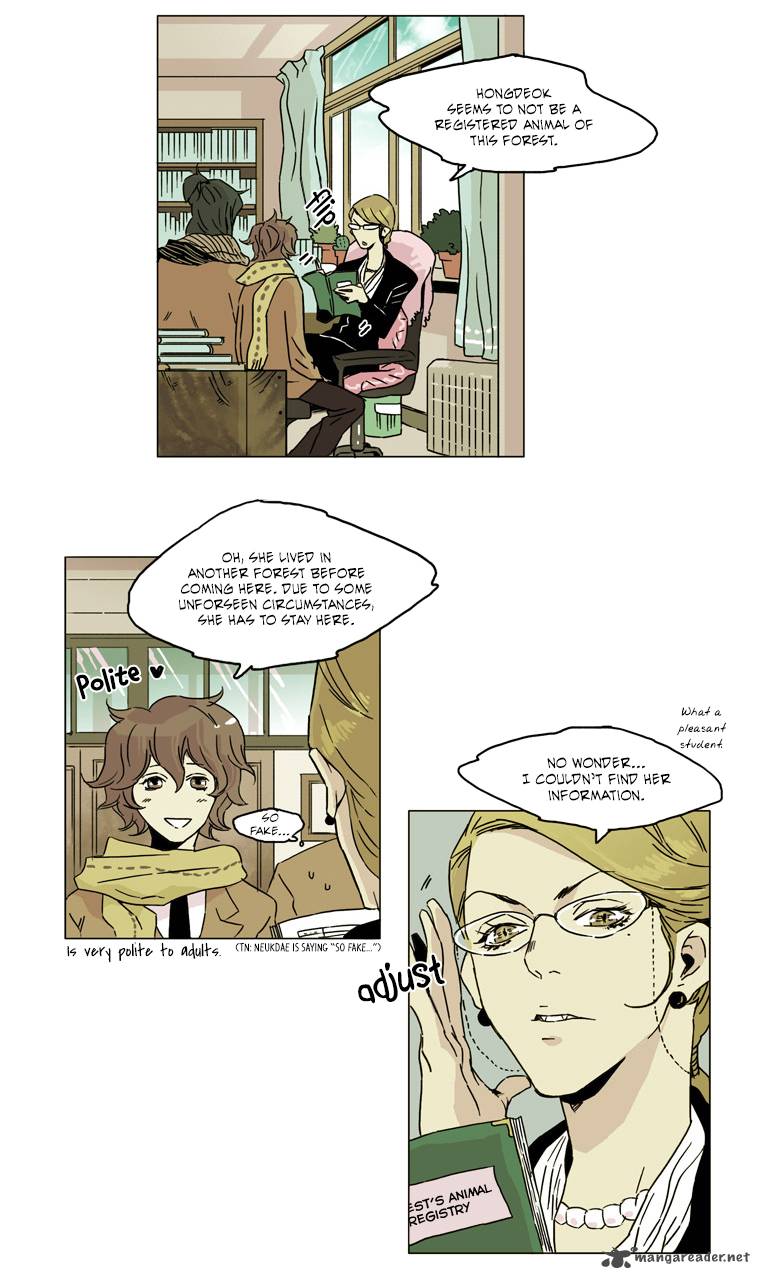 HONGDEOK
SEEMS TO NOT BE A
REGISTERED ANIMAL OF
THIS FOREST.
flip
OH, SHE LIVED IN
ANOTHER FOREST BEFORE
COMING HERE. DUE TO SOME
UNFORSEEN CIRCUMSTANCES,
SHE HAS TO STAY HERE.
Polite
SO
FAKE...
Is very polite to adults.
(TN: NEUKDAE IS SAYING "SO FAKE...")
What a
pleasant
student.
NO WONDER...
I COULDN'T FIND HER
INFORMATION.
adjust
EST'S ANIMAL
REGISTRY
mangareader.net